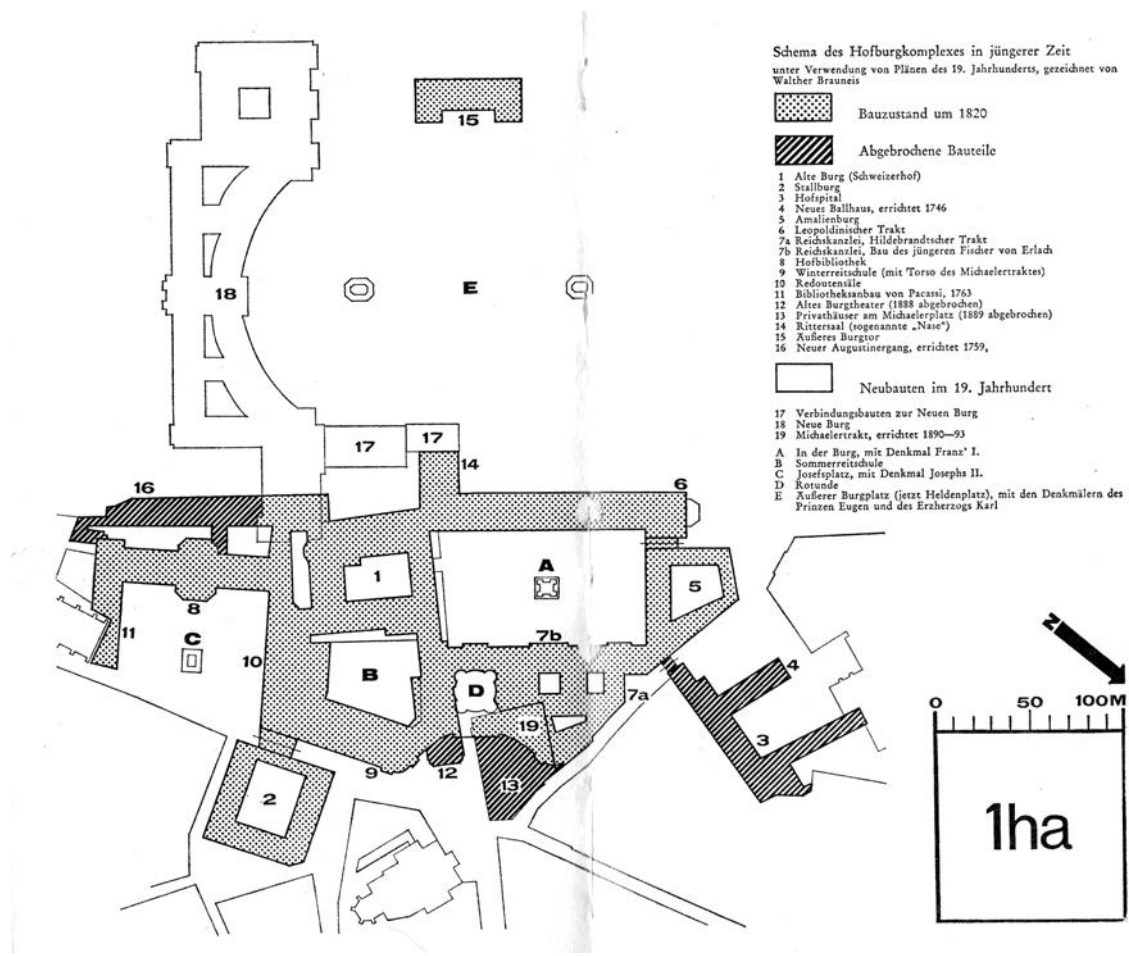 Schema des Hofburgkomplexes in jüngerer Zeit
unter Verwendung von Plänen des 19. Jahrhunderts, gezeichnet von
Walther Brauneis
Bauzustand um 1820
Abgebrochene Bauteile
1 Alte Burg (Schweizerhof)
2 Stallburg
3 Hofspital
4 Neues Ballhaus, errichtet 1746
5 Amalienburg
6 Leopoldinischer Trakt
7a Reichskanzlei, Hildebrandtscher Trakt
7b Reichskanzlei, Bau des jüngeren Fischer von Erlach
8 Hofbibliothek
9 Winterreitschule (mit Torso des Michaelertraktes)
10 Redoutensäle
11 Bibliotheksanbau von Pacassi, 1763
12 Altes Burgtheater (1888 abgebrochen)
13 Privathäuser am Michaelerplatz (1889 abgebrochen)
14 Rittersaal (sogenannte „Nase“)
15 Äußeres Burgtor
16 Neuer Augustinergang, errichtet 1759,
Neubauten im 19. Jahrhundert
17 Verbindungsbauten zur Neuen Burg
18 Neue Burg
19 Michaelertrakt, errichtet 1890—93
A In der Burg, mit Denkmal Franz' I.
B Sommerreitschule
C Josefsplatz, mit Denkmal Josephs II.
D Rotunde
E Äußerer Burgplatz (jetzt Heldenplatz), mit den Denkmälern des
Prinzen Eugen und des Erzherzogs Karl
15
18
E
17
17
14
16
6
1
A
5
8
7b
11
C
10
B
D
7a
4
19
3
9
12
13
2
N
0 50 100M
1ha